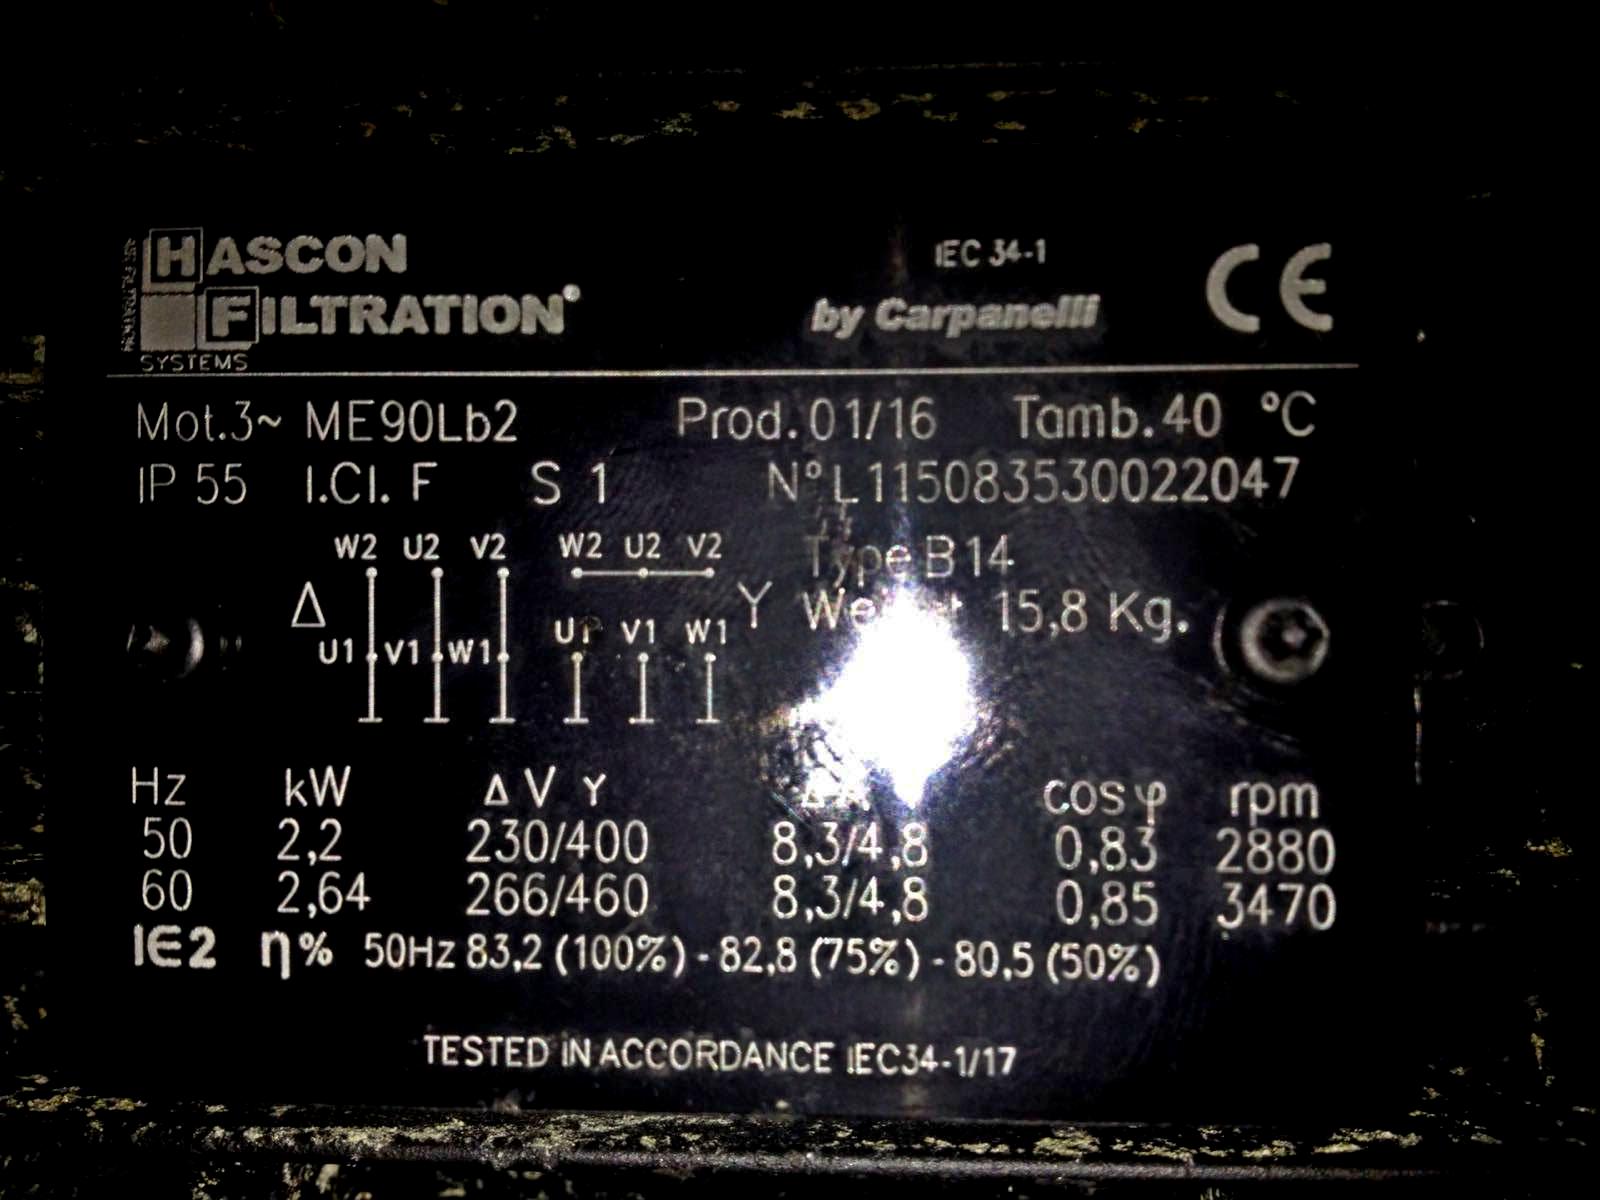 HASCON
FILTRATION®
SYSTEMS
IEC 34-1
by Carpanelli
CE
Mot.3~ ME90Lb2 Prod.01/16 Tamb.40 °C
IP 55 I.Cl. F S 1 N°L115083530022047
W2 U2 V2 W2 U2 V2
Type B14
Δ Y Weight 15,8 Kg.
U1 V1 W1 U1 V1 W1
Hz kW Δ V Y Δ A cosφ rpm
50 2,2 230/400 8,3/4,8 0,83 2880
60 2,64 266/460 8,3/4,8 0,85 3470
IE2 η% 50Hz 83,2 (100%) - 82,8 (75%) - 80,5 (50%)
TESTED IN ACCORDANCE IEC34-1/17